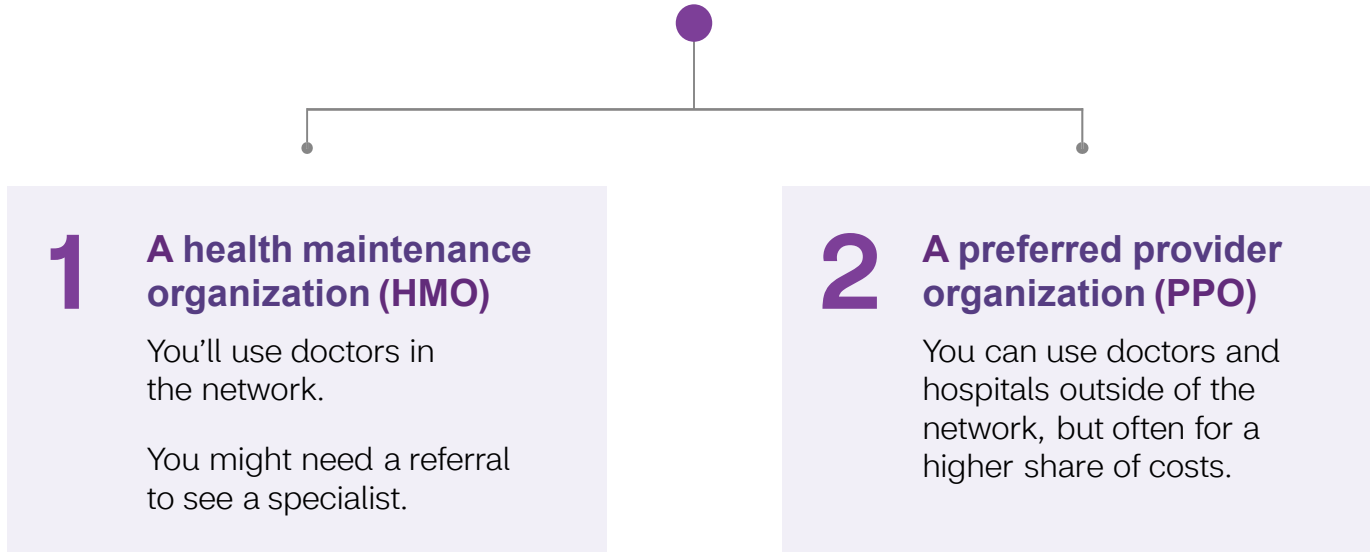 1
A health maintenance
organization (HMO)
You’ll use doctors in
the network.
You might need a referral
to see a specialist.
2
A preferred provider
organization (PPO)
You can use doctors and
hospitals outside of the
network, but often for a
higher share of costs.